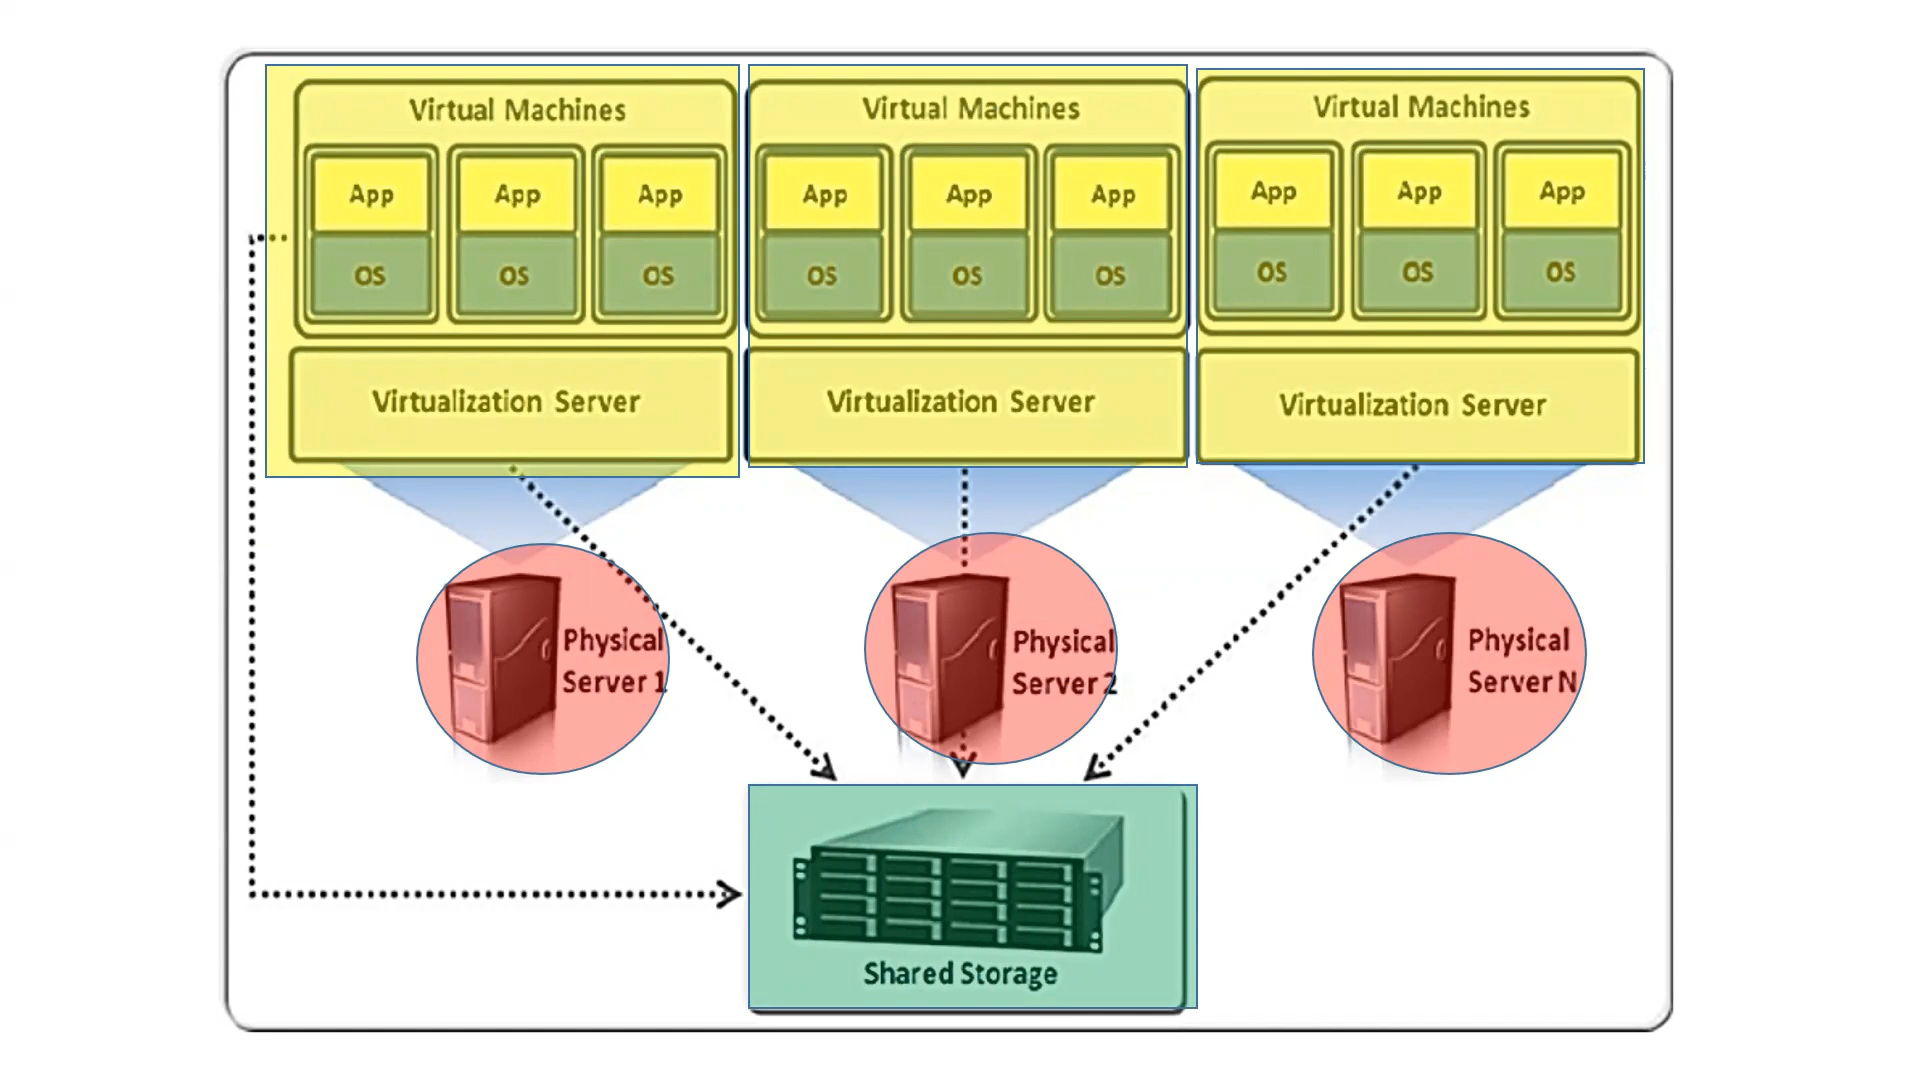 Virtual Machines
App App App
OS OS OS
Virtualization Server
Virtual Machines
App App App
OS OS OS
Virtualization Server
Virtual Machines
App App App
OS OS OS
Virtualization Server
Physical
Server 1
Physical
Server 2
Physical
Server N
Shared Storage